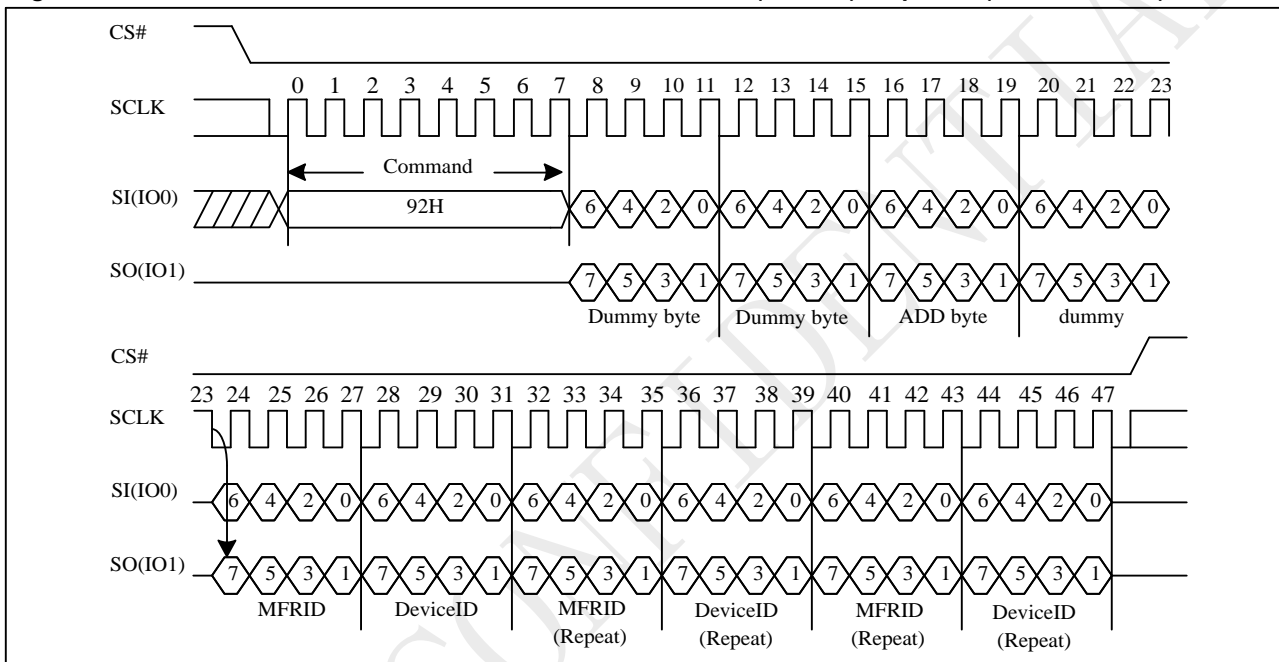 CS#
0 1 2 3 4 5 6 7 8 9 10 11 12 13 14 15 16 17 18 19 20 21 22 23
SCLK
Command
SI(IO0)
92H
6 4 2 0 6 4 2 0 6 4 2 0 6 4 2 0
SO(IO1)
7 5 3 1 7 5 3 1 7 5 3 1 7 5 3 1
Dummy byte Dummy byte ADD byte dummy
CS#
23 24 25 26 27 28 29 30 31 32 33 34 35 36 37 38 39 40 41 42 43 44 45 46 47
SCLK
SI(IO0)
6 4 2 0 6 4 2 0 6 4 2 0 6 4 2 0 6 4 2 0 6 4 2 0
SO(IO1)
7 5 3 1 7 5 3 1 7 5 3 1 7 5 3 1 7 5 3 1 7 5 3 1
MFRID DeviceID MFRID DeviceID MFRID DeviceID
(Repeat) (Repeat) (Repeat) (Repeat)
CONFIDENTIAL